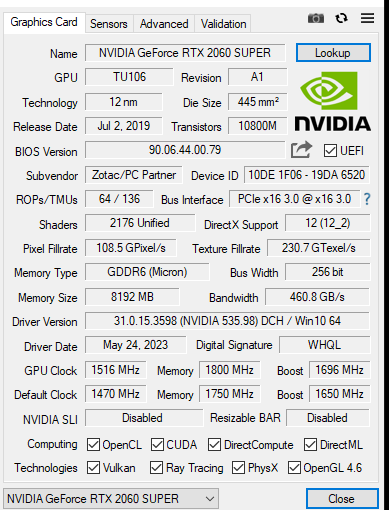 Graphics Card Sensors Advanced Validation
Name NVIDIA GeForce RTX 2060 SUPER Lookup
GPU TU106 Revision A1
Technology 12 nm Die Size 445 mm²
Release Date Jul 2, 2019 Transistors 10800M
NVIDIA
BIOS Version 90.06.44.00.79 UEFI
Subvendor Zotac/PC Partner Device ID 10DE 1F06 - 19DA 6520
ROPs/TMUs 64 / 136 Bus Interface PCIe x16 3.0 @ x16 3.0 ?
Shaders 2176 Unified DirectX Support 12 (12_2)
Pixel Fillrate 108.5 GPixel/s Texture Fillrate 230.7 GTexel/s
Memory Type GDDR6 (Micron) Bus Width 256 bit
Memory Size 8192 MB Bandwidth 460.8 GB/s
Driver Version 31.0.15.3598 (NVIDIA 535.98) DCH / Win10 64
Driver Date May 24, 2023 Digital Signature WHQL
GPU Clock 1516 MHz Memory 1800 MHz Boost 1696 MHz
Default Clock 1470 MHz Memory 1750 MHz Boost 1650 MHz
NVIDIA SLI Disabled Resizable BAR Disabled
Computing OpenCL CUDA DirectCompute DirectML
Technologies Vulkan Ray Tracing PhysX OpenGL 4.6
NVIDIA GeForce RTX 2060 SUPER Close